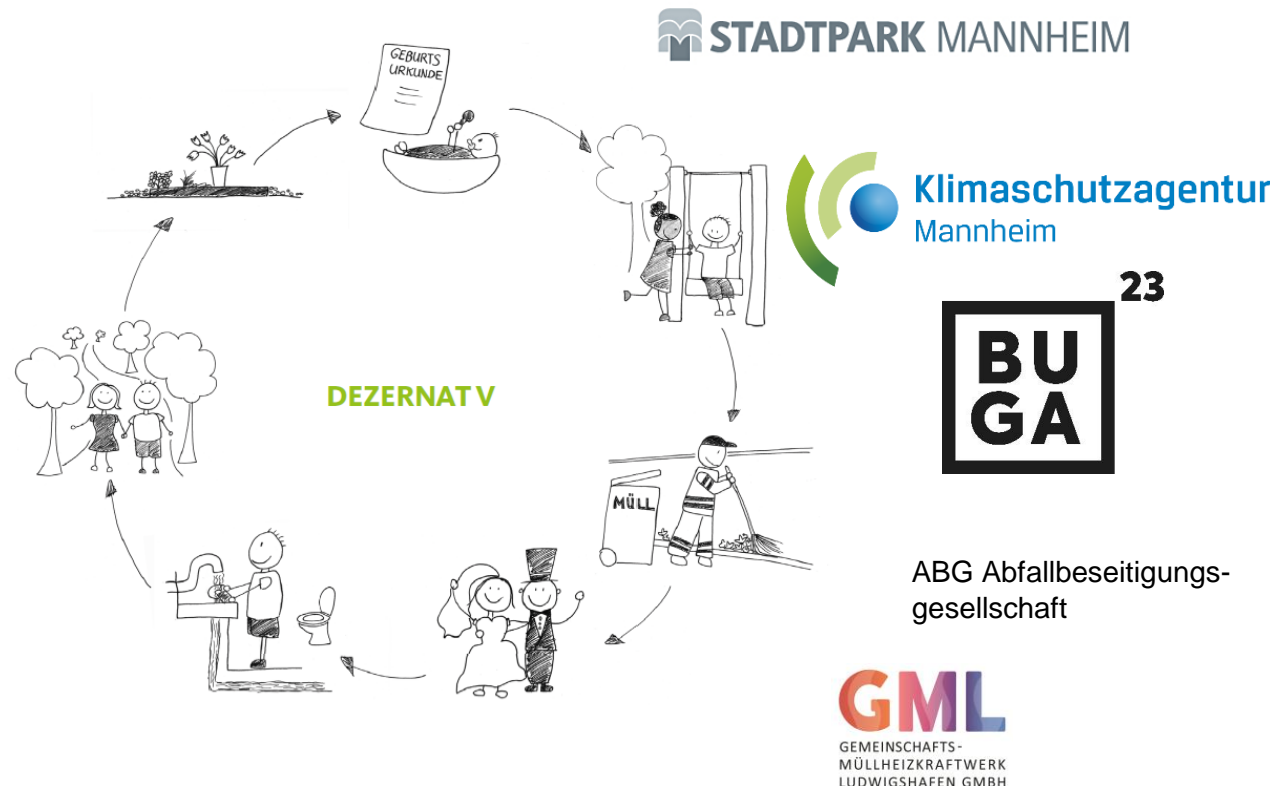 STADTPARK MANNHEIM
GEBURTS
URKUNDE
Klimaschutzagentur
Mannheim
23
BU
GA
DEZERNAT V
MÜLL
ABG Abfallbeseitigungs-
gesellschaft
GML
GEMEINSCHAFTS-
MÜLLHEIZKRAFTWERK
LUDWIGSHAFEN GMBH